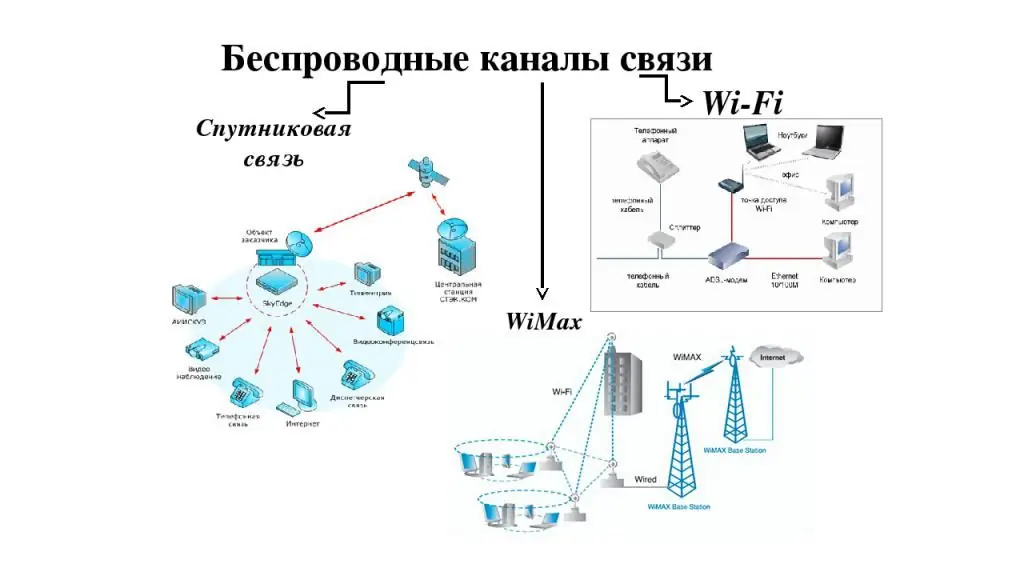 Беспроводные каналы связи
Спутниковая
связь
Wi-Fi
WiMax
Объект
заказчика
SkyEdge
Центральная
станция
СТЭК.КОМ
Телеметрия
Видеоконференцсвязь
Диспетчерская
связь
Интернет
Телефонная
связь
Видео
наблюдение
АИИСКУЭ
Телефонный
аппарат
Ноутбуки
офис
телефонный
кабель
точка доступа
Wi-Fi
Компьютер
Сплиттер
телефонный
кабель
ADSL-модем
Ethernet
10/100M
Компьютер
WiMAX
Internet
Wi-Fi
WiMAX Base Station
Wired
WiMAX Base Station